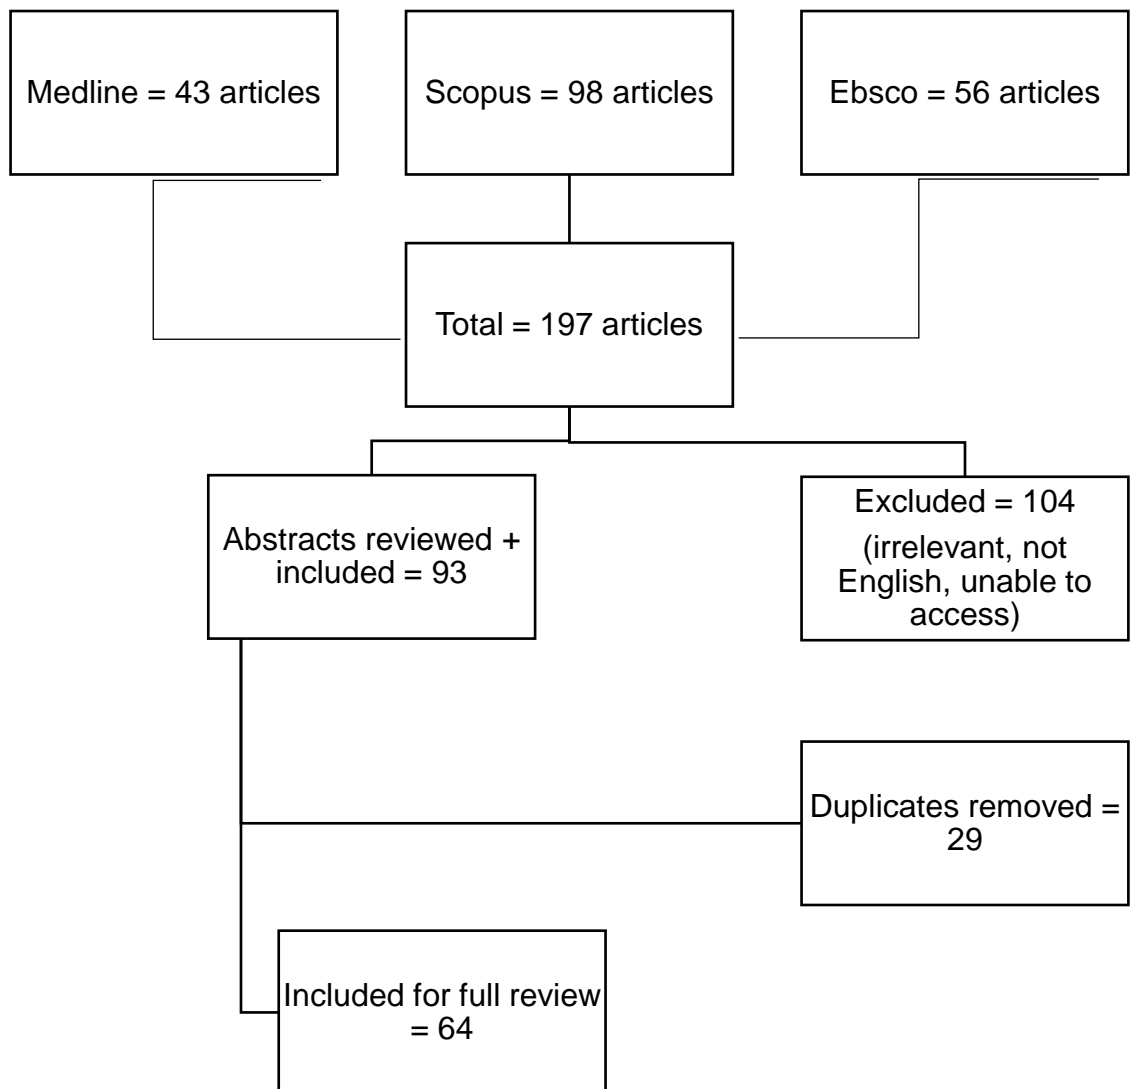 Medline = 43 articles
Scopus = 98 articles
Ebsco = 56 articles
Total = 197 articles
Abstracts reviewed +
included = 93
Excluded = 104
(irrelevant, not
English, unable to
access)
Duplicates removed =
29
Included for full review
= 64